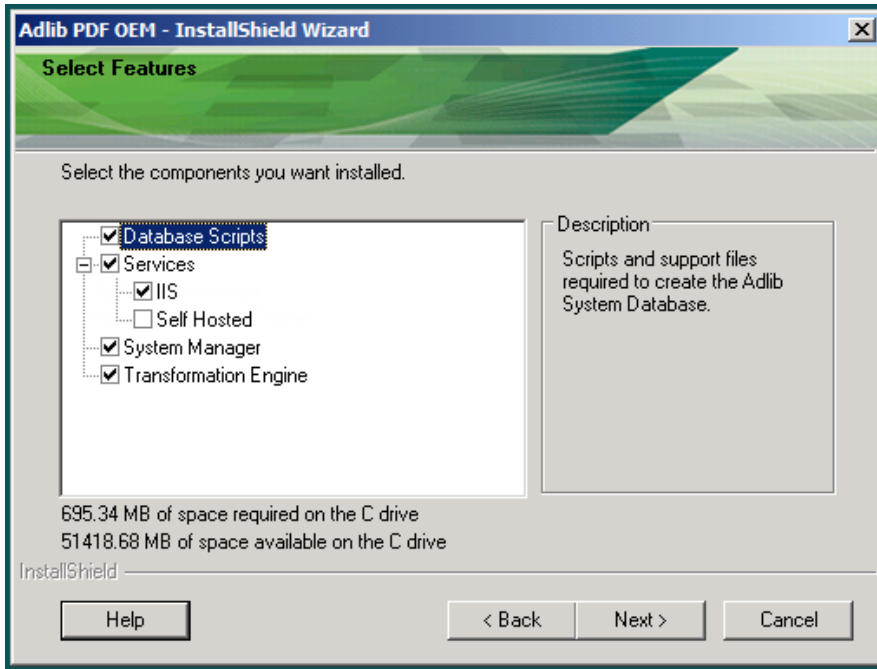 Adlib PDF OEM - InstallShield Wizard
Select Features
Select the components you want installed.
Database Scripts
Services
IIS
Self Hosted
System Manager
Transformation Engine
Description
Scripts and support files
required to create the Adlib
System Database.
695.34 MB of space required on the C drive
51418.68 MB of space available on the C drive
InstallShield
Help
< Back
Next >
Cancel